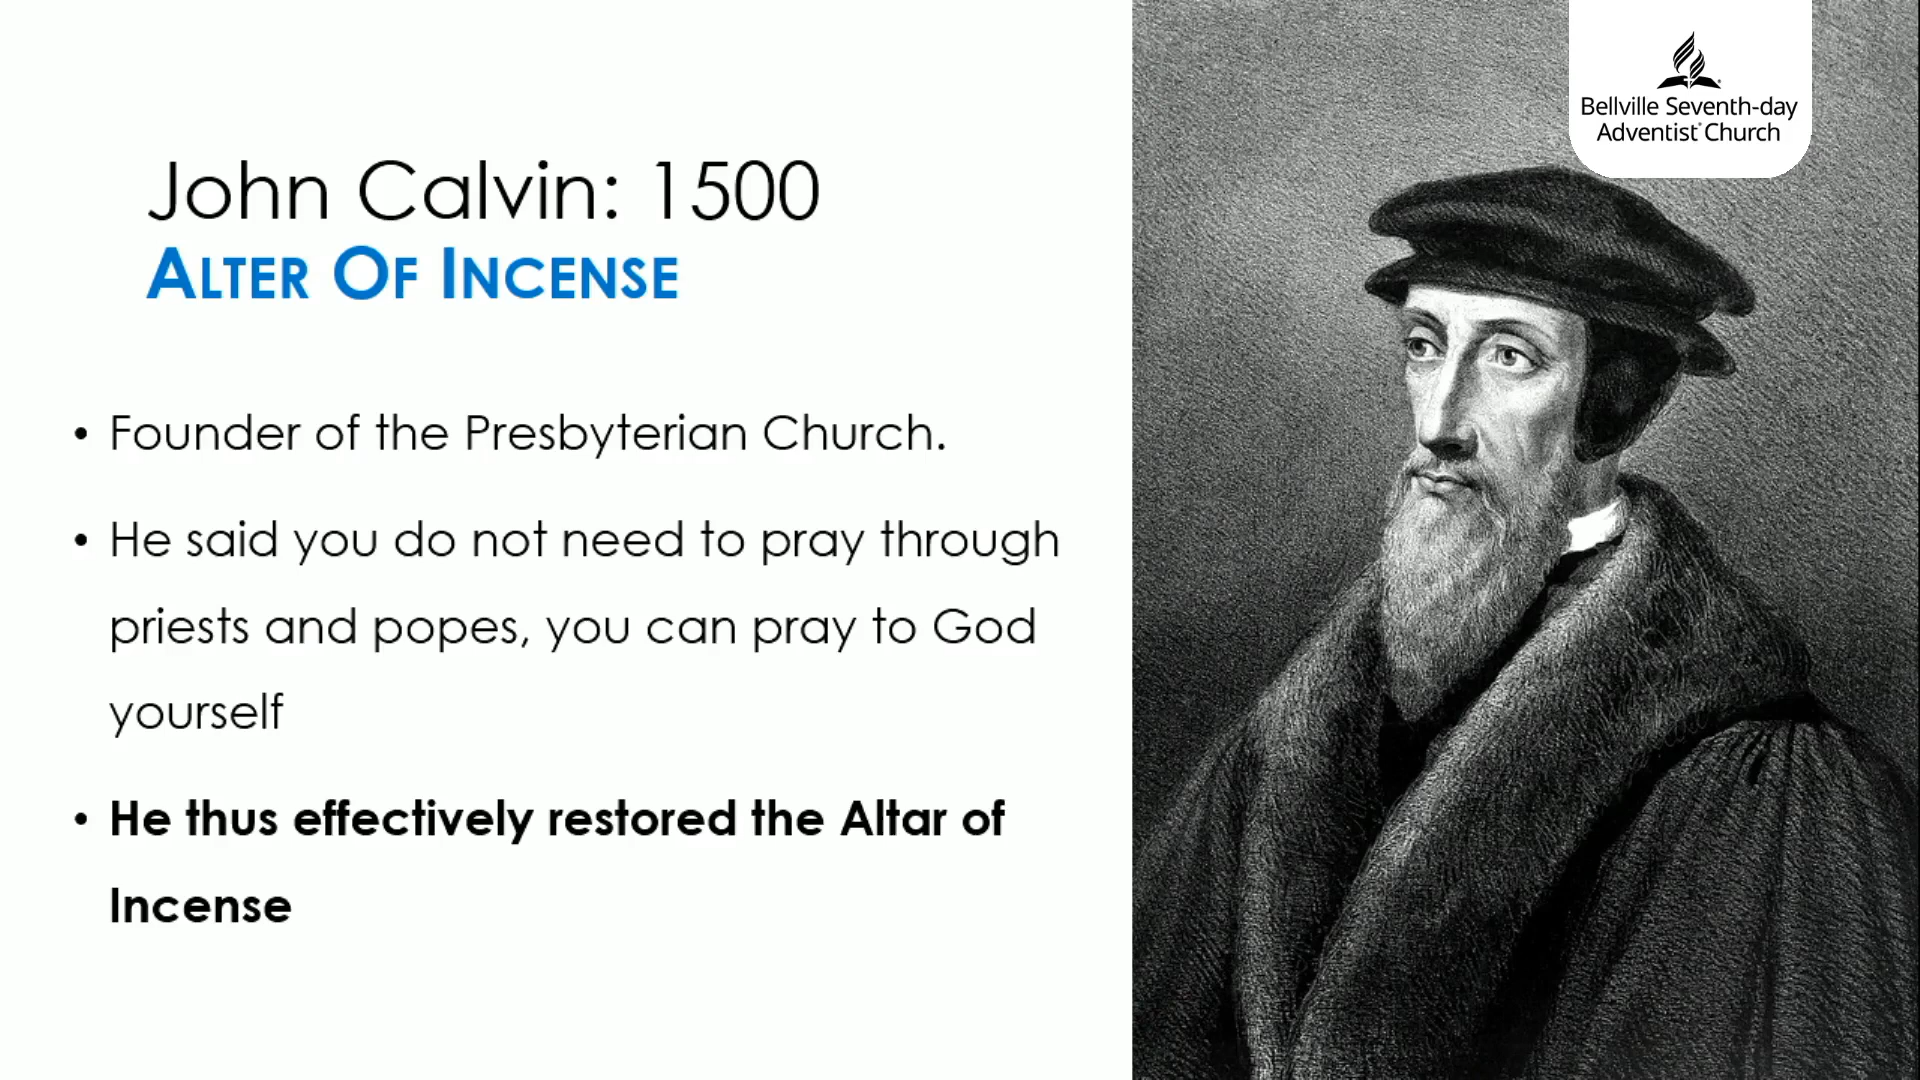 Bellville Seventh-day
Adventist® Church
John Calvin: 1500
ALTER OF INCENSE
• Founder of the Presbyterian Church.
• He said you do not need to pray through
priests and popes, you can pray to God
yourself
• He thus effectively restored the Altar of
Incense